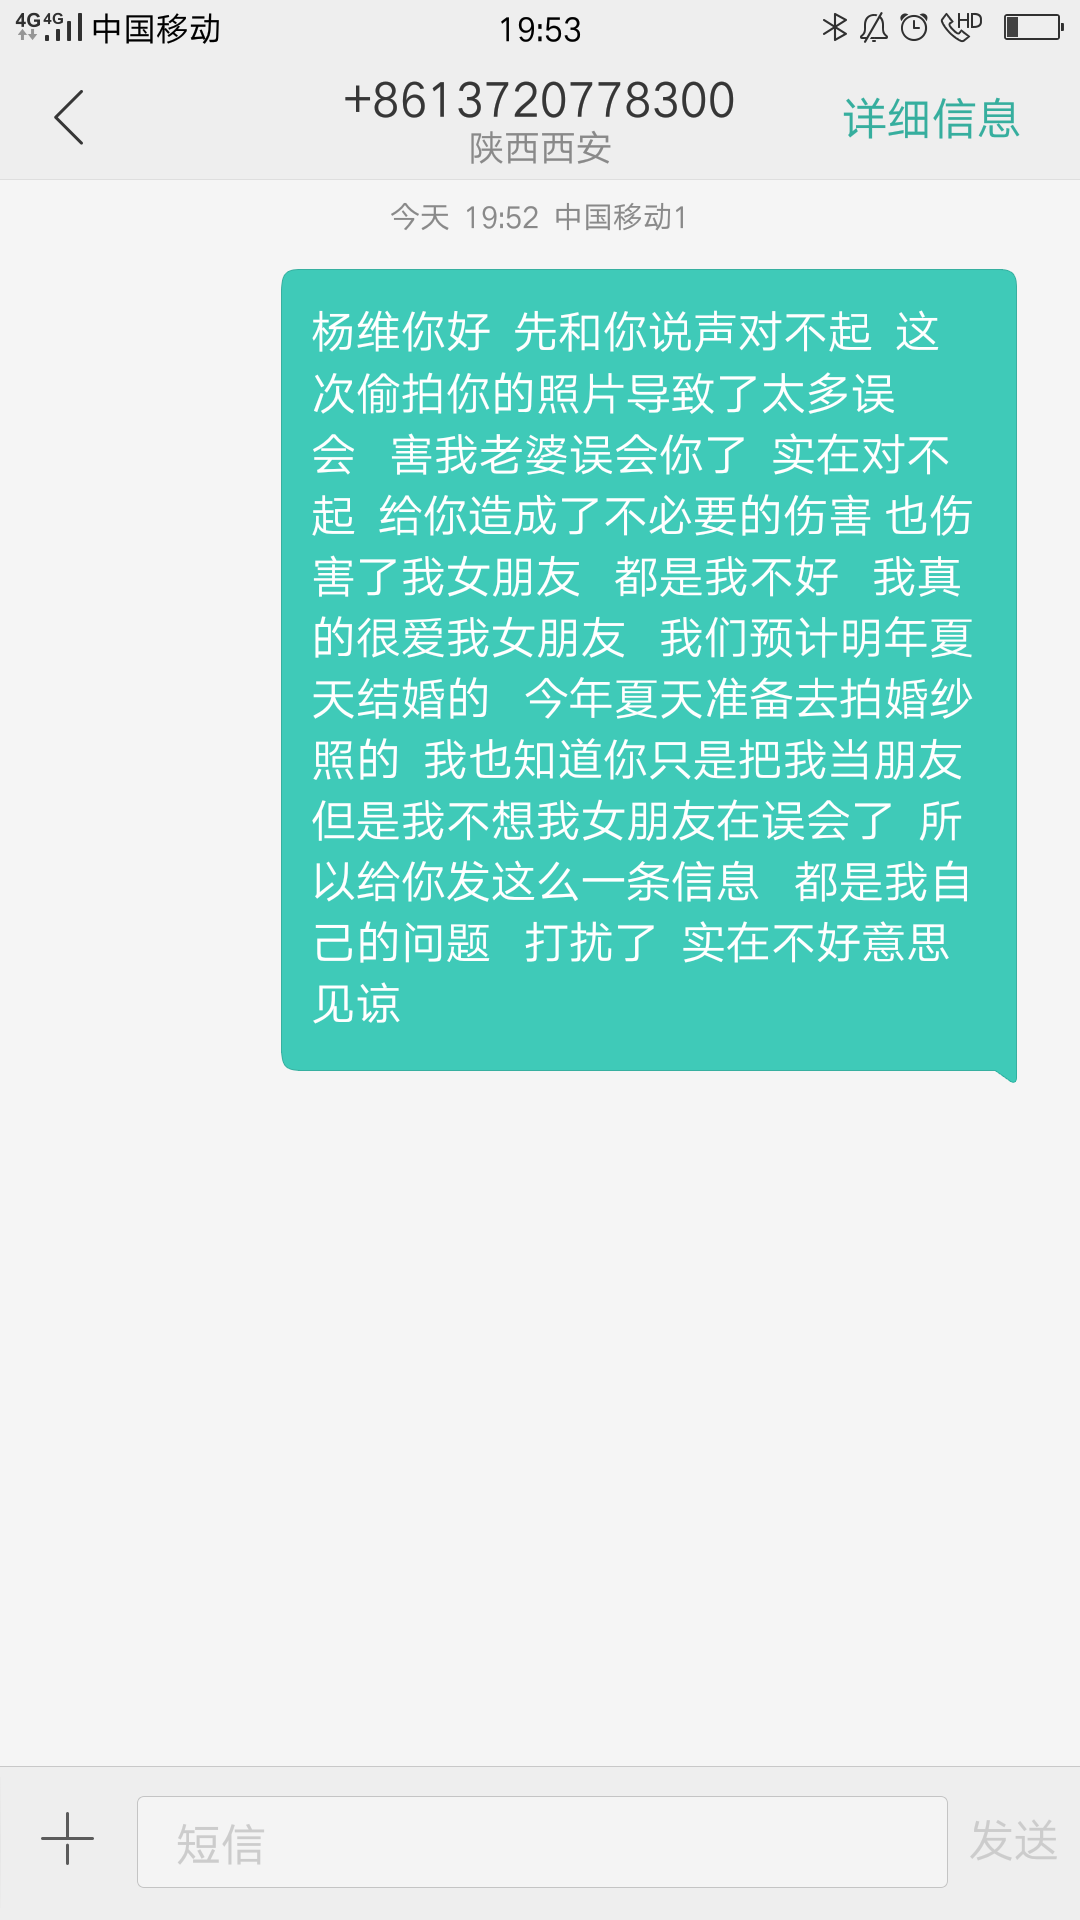 4G 4G 中国移动 19:53 HD
+8613720778300 详细信息
陕西西安
今天 19:52 中国移动1
杨维你好 先和你说声对不起 这
次偷拍你的照片导致了太多误
会 害我老婆误会你了 实在对不
起 给你造成了不必要的伤害 也伤
害了我女朋友 都是我不好 我真
的很爱我女朋友 我们预计明年夏
天结婚的 今年夏天准备去拍婚纱
照的 我也知道你只是把我当朋友
但是我不想我女朋友在误会了 所
以给你发这么一条信息 都是我自
己的问题 打扰了 实在不好意思
见谅
短信 发送